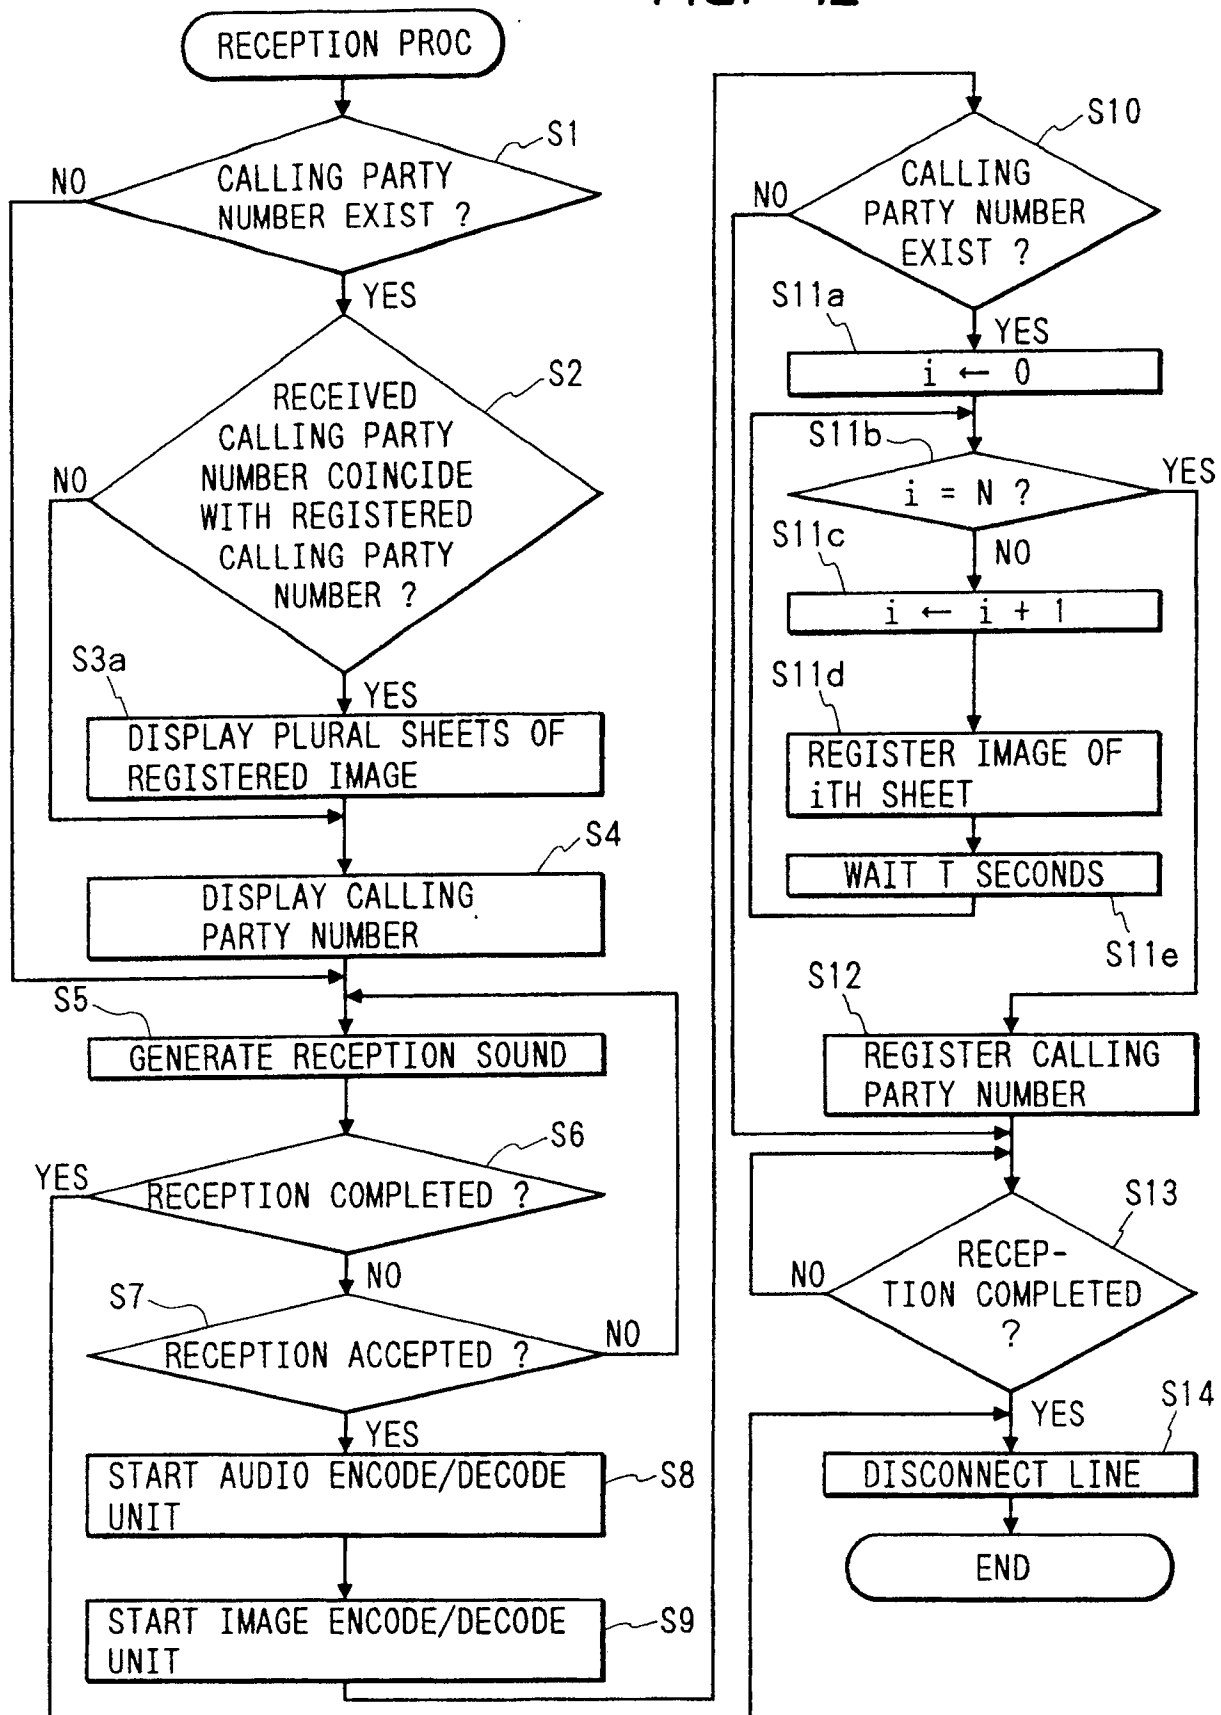 RECEPTION PROC
S1
CALLING PARTY
NUMBER EXIST ?
NO
YES
S2
RECEIVED
CALLING PARTY
NUMBER COINCIDE
WITH REGISTERED
CALLING PARTY
NUMBER ?
NO
YES
S3a
DISPLAY PLURAL SHEETS OF
REGISTERED IMAGE
S4
DISPLAY CALLING
PARTY NUMBER
S5
GENERATE RECEPTION SOUND
S6
YES
RECEPTION COMPLETED ?
NO
S7
RECEPTION ACCEPTED ?
NO
YES
START AUDIO ENCODE/DECODE
UNIT
S8
START IMAGE ENCODE/DECODE
UNIT
S9
S10
CALLING
PARTY NUMBER
EXIST ?
NO
YES
S11a
i ← 0
S11b
i = N ?
YES
NO
S11c
i ← i + 1
S11d
REGISTER IMAGE OF
iTH SHEET
WAIT T SECONDS
S11e
S12
REGISTER CALLING
PARTY NUMBER
S13
RECEP-
TION COMPLETED
?
NO
YES
S14
DISCONNECT LINE
END